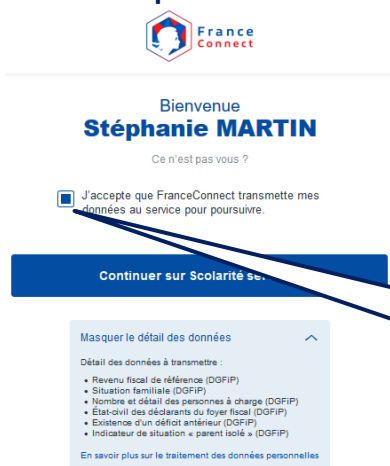 France
Connect
Bienvenue
Stéphanie MARTIN
Ce n'est pas vous ?
J'accepte que FranceConnect transmette mes
données au service pour poursuivre.
Continuer sur Scolarité
Masquer le détail des données
Détail des données à transmettre :
• Revenu fiscal de référence (DGFiP)
• Situation familiale (DGFiP)
• Nombre et détail des personnes à charge (DGFiP)
• État-civil des déclarants du foyer fiscal (DGFiP)
• Existence d'un déficit antérieur (DGFiP)
• Indicateur de situation « parent isolé » (DGFiP)
En savoir plus sur le traitement des données personnelles